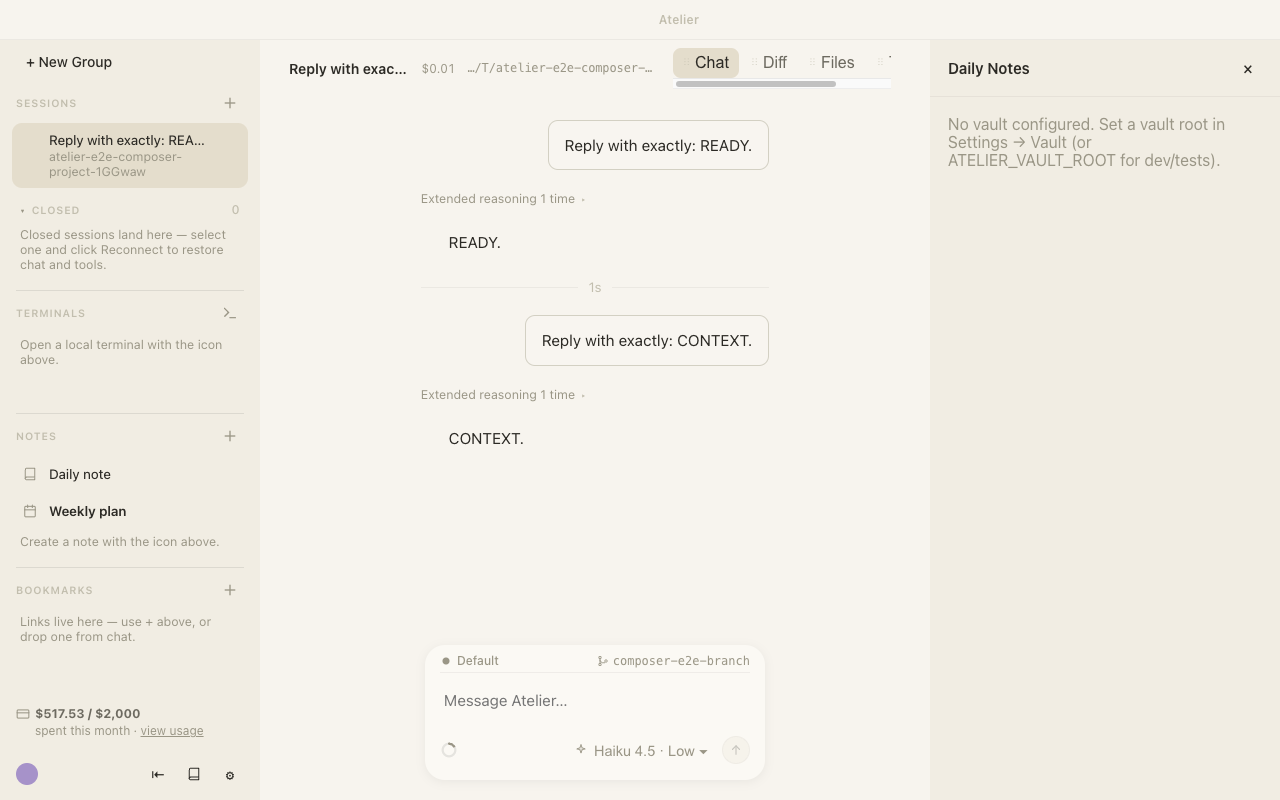 Atelier
+ New Group
SESSIONS
Reply with exactly: REA...
atelier-e2e-composer-
project-1GGwaw
CLOSED
0
Closed sessions land here — select
one and click Reconnect to restore
chat and tools.
TERMINALS
Open a local terminal with the icon
above.
NOTES
Daily note
Weekly plan
Create a note with the icon above.
BOOKMARKS
Links live here — use + above, or
drop one from chat.
$517.53 / $2,000
spent this month · view usage
Reply with exac...
$0.01
…/T/atelier-e2e-composer-…
Chat
Diff
Files
Reply with exactly: READY.
Extended reasoning 1 time
READY.
1s
Reply with exactly: CONTEXT.
Extended reasoning 1 time
CONTEXT.
Default
composer-e2e-branch
Message Atelier...
Haiku 4.5 · Low
Daily Notes
No vault configured. Set a vault root in
Settings → Vault (or
ATELIER_VAULT_ROOT for dev/tests).